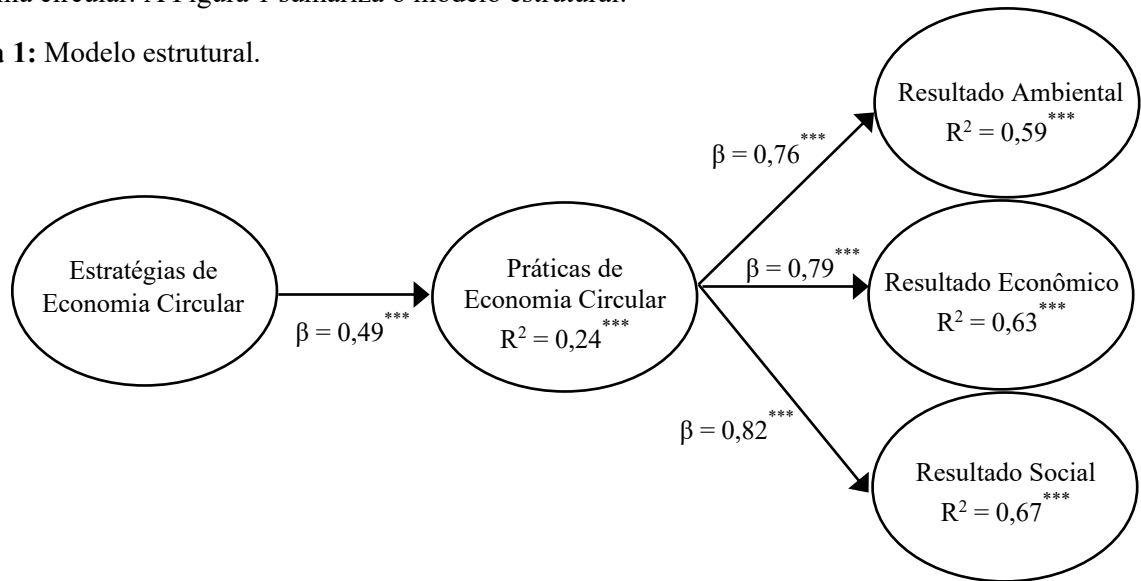 A Figura 1 sumariza o modelo estrutural.
1: Modelo estrutural.
Resultado Ambiental
R² = 0,59***
β = 0,76***
Estratégias de
Economia Circular
β = 0,49***
Práticas de
Economia Circular
R² = 0,24***
β = 0,79***
Resultado Econômico
R² = 0,63***
β = 0,82***
Resultado Social
R² = 0,67***